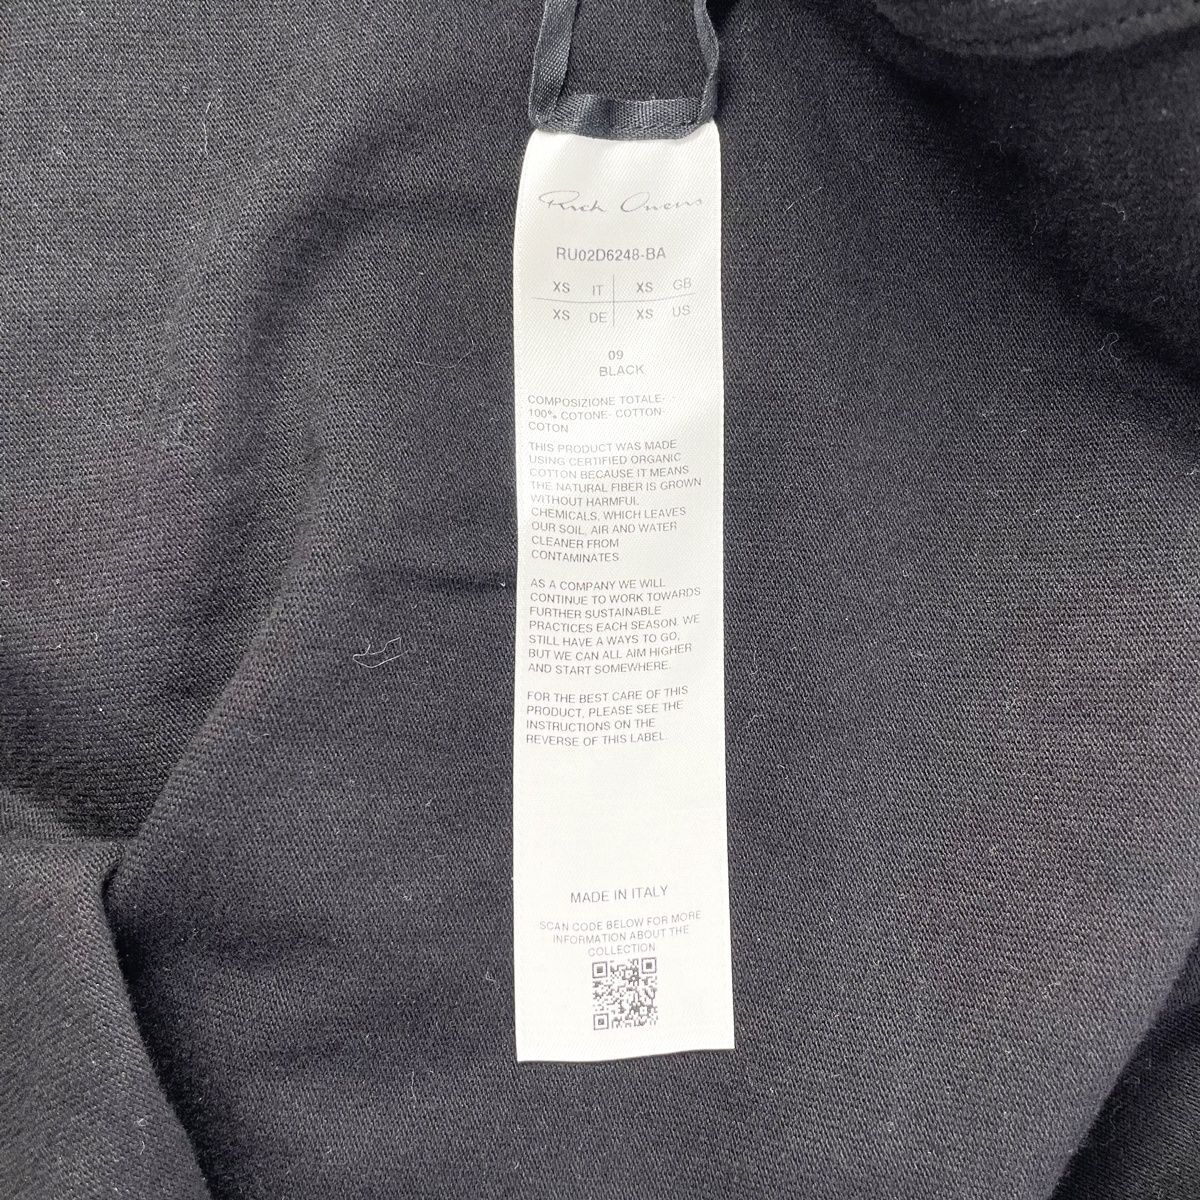 Rick Owens
RU02D6248-BA
XS IT XS GB
XS DE XS US
09
BLACK
COMPOSIZIONE TOTALE-
100% COTONE- COTTON-
COTON
THIS PRODUCT WAS MADE
USING CERTIFIED ORGANIC
COTTON BECAUSE IT MEANS
THE NATURAL FIBER IS GROWN
WITHOUT HARMFUL
CHEMICALS, WHICH LEAVES
OUR SOIL, AIR AND WATER
CLEANER FROM
CONTAMINATES.
AS A COMPANY WE WILL
CONTINUE TO WORK TOWARDS
FURTHER SUSTAINABLE
PRACTICES EACH SEASON. WE
STILL HAVE A WAYS TO GO,
BUT WE CAN ALL AIM HIGHER
AND START SOMEWHERE.
FOR THE BEST CARE OF THIS
PRODUCT, PLEASE SEE THE
INSTRUCTIONS ON THE
REVERSE OF THIS LABEL.
MADE IN ITALY
SCAN CODE BELOW FOR MORE
INFORMATION ABOUT THE
COLLECTION